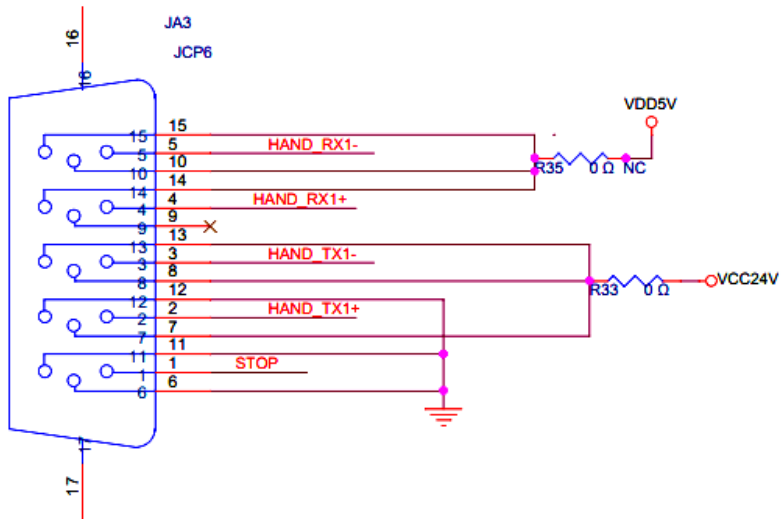 JA3
JCP6
16
16
VDD5V
15
15
5
HAND_RX1-
5
10
R35
0 Ω
NC
10
14
14
4
HAND_RX1+
4
9
9
13
13
3
HAND_TX1-
3
8
8
R33
0 Ω
VCC24V
12
12
2
HAND_TX1+
2
7
7
11
11
1
STOP
1
6
6
17
17